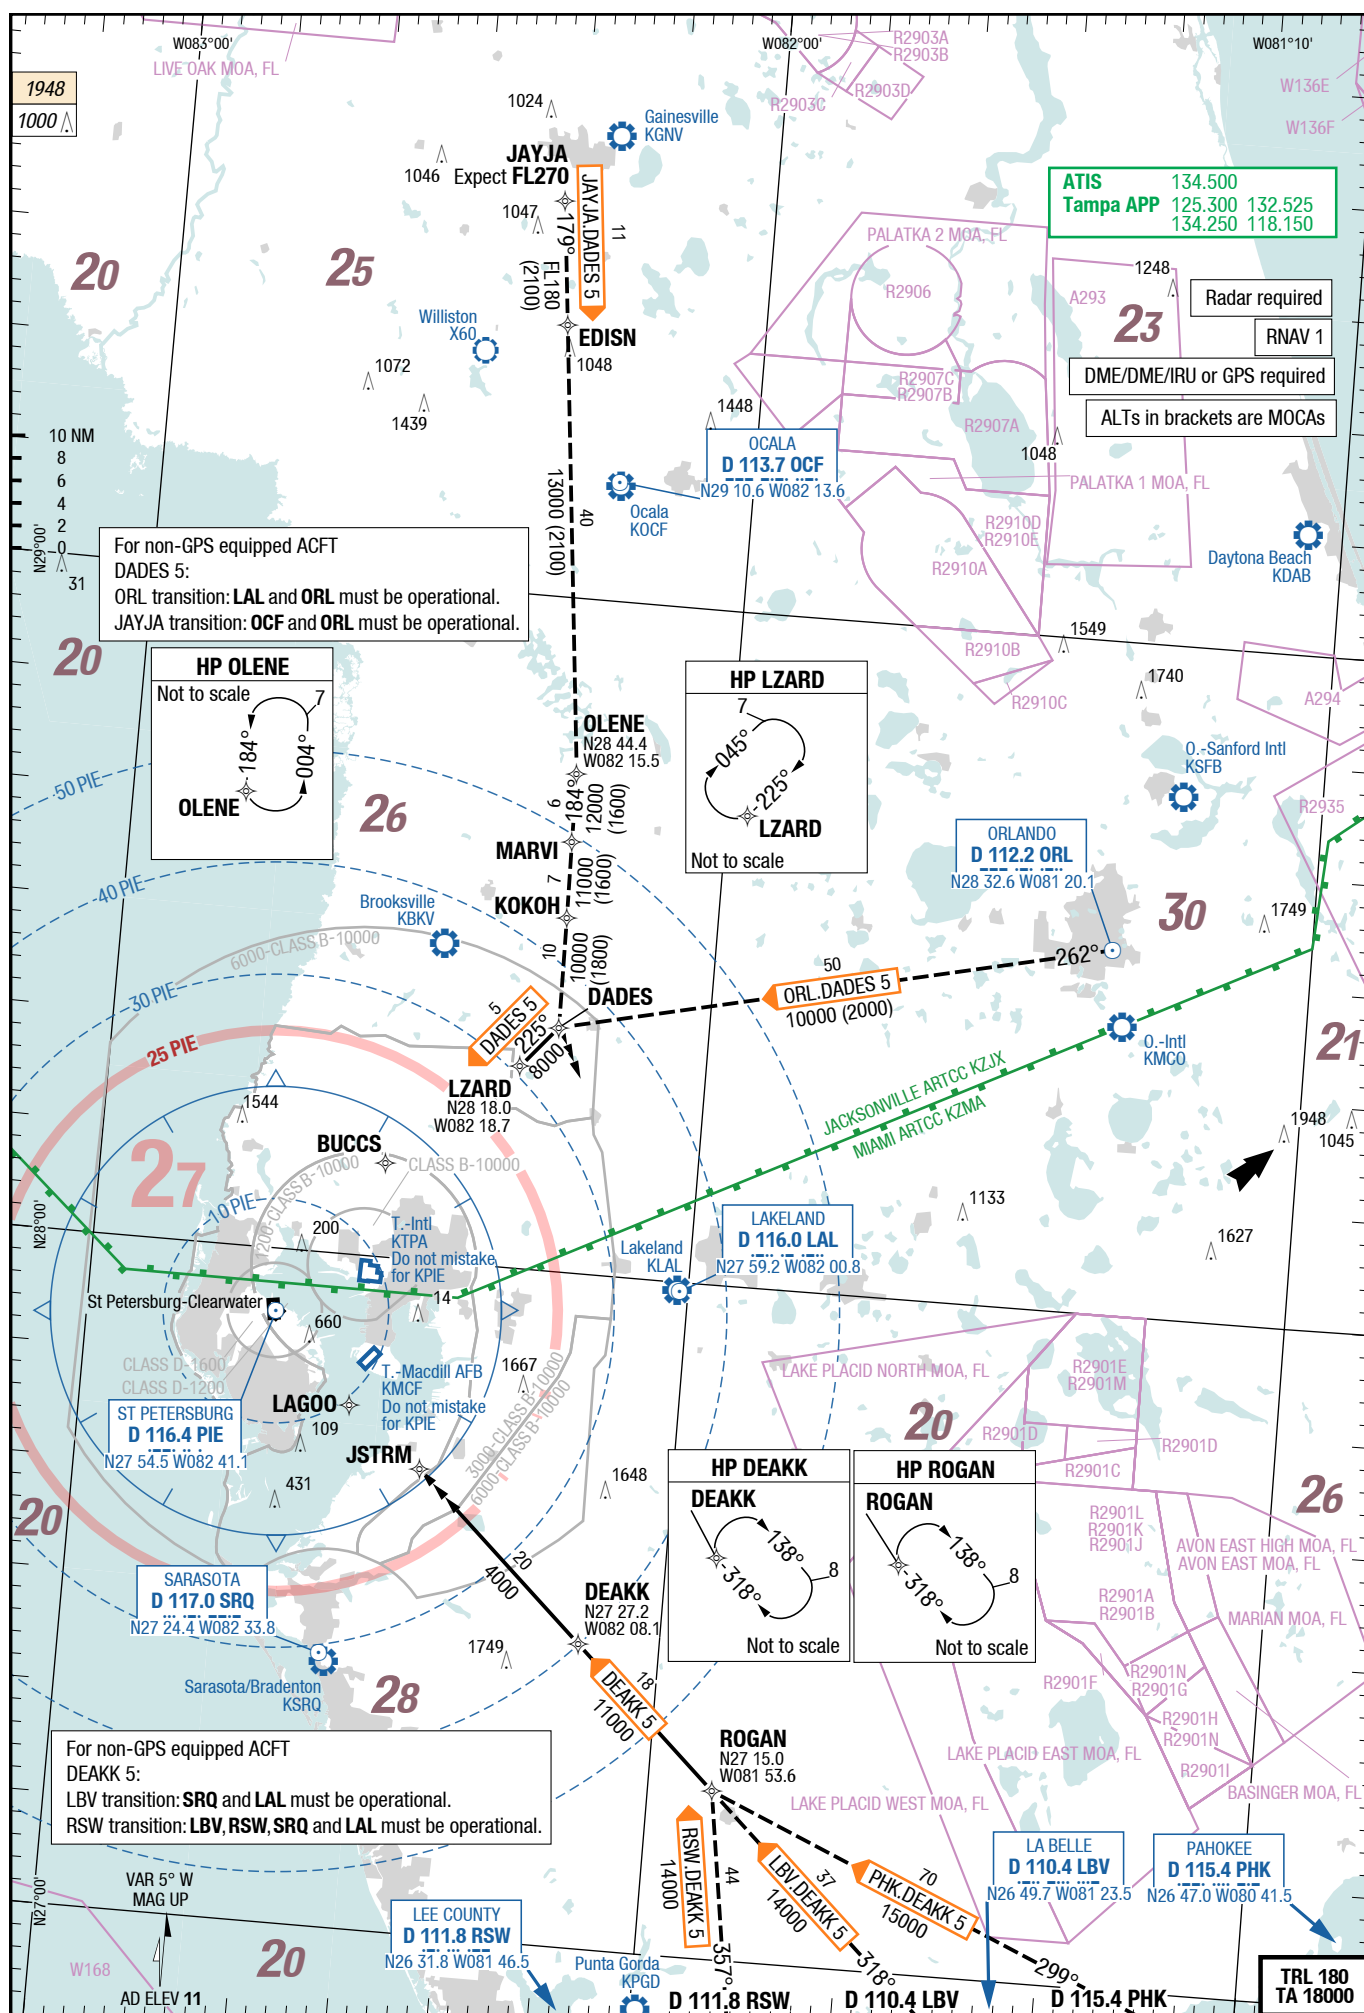 W083°00'
W082°00'
W081°10'
LIVE OAK MOA, FL
R2903A
R2903B
R2903C
R2903D
W136E
W136F
1948
1000
1024
Gainesville
KGNV
JAYJA
Expect FL270
1046
1047
JAYJA.DADES 5
11
179°
FL180
(2100)
ATIS 134.500
Tampa APP 125.300 132.525
134.250 118.150
20
25
PALATKA 2 MOA, FL
R2906
A293
1248
23
Radar required
RNAV 1
DME/DME/IRU or GPS required
ALTs in brackets are MOCAs
Williston
X60
EDISN
1048
1072
1439
R2907C
R2907B
R2907A
1448
1048
10 NM
8
6
4
2
0
N29°00'
31
OCALA
D 113.7 OCF
N29 10.6 W082 13.6
Ocala
KOCF
40
13000 (2100)
PALATKA 1 MOA, FL
R2910D
R2910E
R2910A
Daytona Beach
KDAB
For non-GPS equipped ACFT
DADES 5:
ORL transition: LAL and ORL must be operational.
JAYJA transition: OCF and ORL must be operational.
20
1549
R2910B
R2910C
1740
A294
HP OLENE
Not to scale
7
184°
004°
OLENE
HP LZARD
7
045°
225°
LZARD
Not to scale
OLENE
N28 44.4
W082 15.5
O.-Sanford Intl
KSFB
R2935
50 PIE
26
6
184°
12000
(1600)
MARVI
ORLANDO
D 112.2 ORL
N28 32.6 W081 20.1
40 PIE
7
11000
(1600)
KOKOH
Brooksville
KBKV
6000-CLASS B-10000
30
1749
10
10000
(1800)
262°
50
ORL.DADES 5
10000 (2000)
30 PIE
DADES
5
DADES 5
225°
8000
25 PIE
O.-Intl
KMCO
21
LZARD
N28 18.0
W082 18.7
JACKSONVILLE ARTCC KZJX
MIAMI ARTCC KZMA
1544
1948
1045
BUCCS
27
CLASS B-10000
1200-CLASS B-10000
10 PIE
1133
N28°00'
200
T.-Intl
KTPA
Do not mistake
for KPIE
Lakeland
KLAL
LAKELAND
D 116.0 LAL
N27 59.2 W082 00.8
1627
St Petersburg-Clearwater
14
660
CLASS D-1600
CLASS D-1200
T.-Macdill AFB
KMCF
Do not mistake
for KPIE
1667
LAKE PLACID NORTH MOA, FL
R2901E
R2901M
ST PETERSBURG
D 116.4 PIE
N27 54.5 W082 41.1
LAGOO
109
3000-CLASS B-10000
6000-CLASS B-10000
20
R2901D
R2901D
R2901C
JSTRM
431
1648
HP DEAKK
DEAKK
138°
318°
8
Not to scale
HP ROGAN
ROGAN
138°
318°
8
Not to scale
26
R2901L
R2901K
R2901J
AVON EAST HIGH MOA, FL
AVON EAST MOA, FL
20
20
4000
SARASOTA
D 117.0 SRQ
N27 24.4 W082 33.8
DEAKK
N27 27.2
W082 08.1
R2901A
R2901B
MARIAN MOA, FL
1749
Sarasota/Bradenton
KSRQ
28
18
DEAKK 5
11000
R2901F
R2901N
R2901G
R2901H
R2901N
R2901I
For non-GPS equipped ACFT
DEAKK 5:
LBV transition: SRQ and LAL must be operational.
RSW transition: LBV, RSW, SRQ and LAL must be operational.
ROGAN
N27 15.0
W081 53.6
LAKE PLACID EAST MOA, FL
LAKE PLACID WEST MOA, FL
BASINGER MOA, FL
RSW.DEAKK 5
14000
44
357°
LBV.DEAKK 5
37
14000
318°
PHK.DEAKK 5
70
15000
299°
LA BELLE
D 110.4 LBV
N26 49.7 W081 23.5
PAHOKEE
D 115.4 PHK
N26 47.0 W080 41.5
N27°00'
VAR 5° W
MAG UP
LEE COUNTY
D 111.8 RSW
N26 31.8 W081 46.5
W168
20
AD ELEV 11
Punta Gorda
KPGD
D 111.8 RSW
D 110.4 LBV
D 115.4 PHK
TRL 180
TA 18000